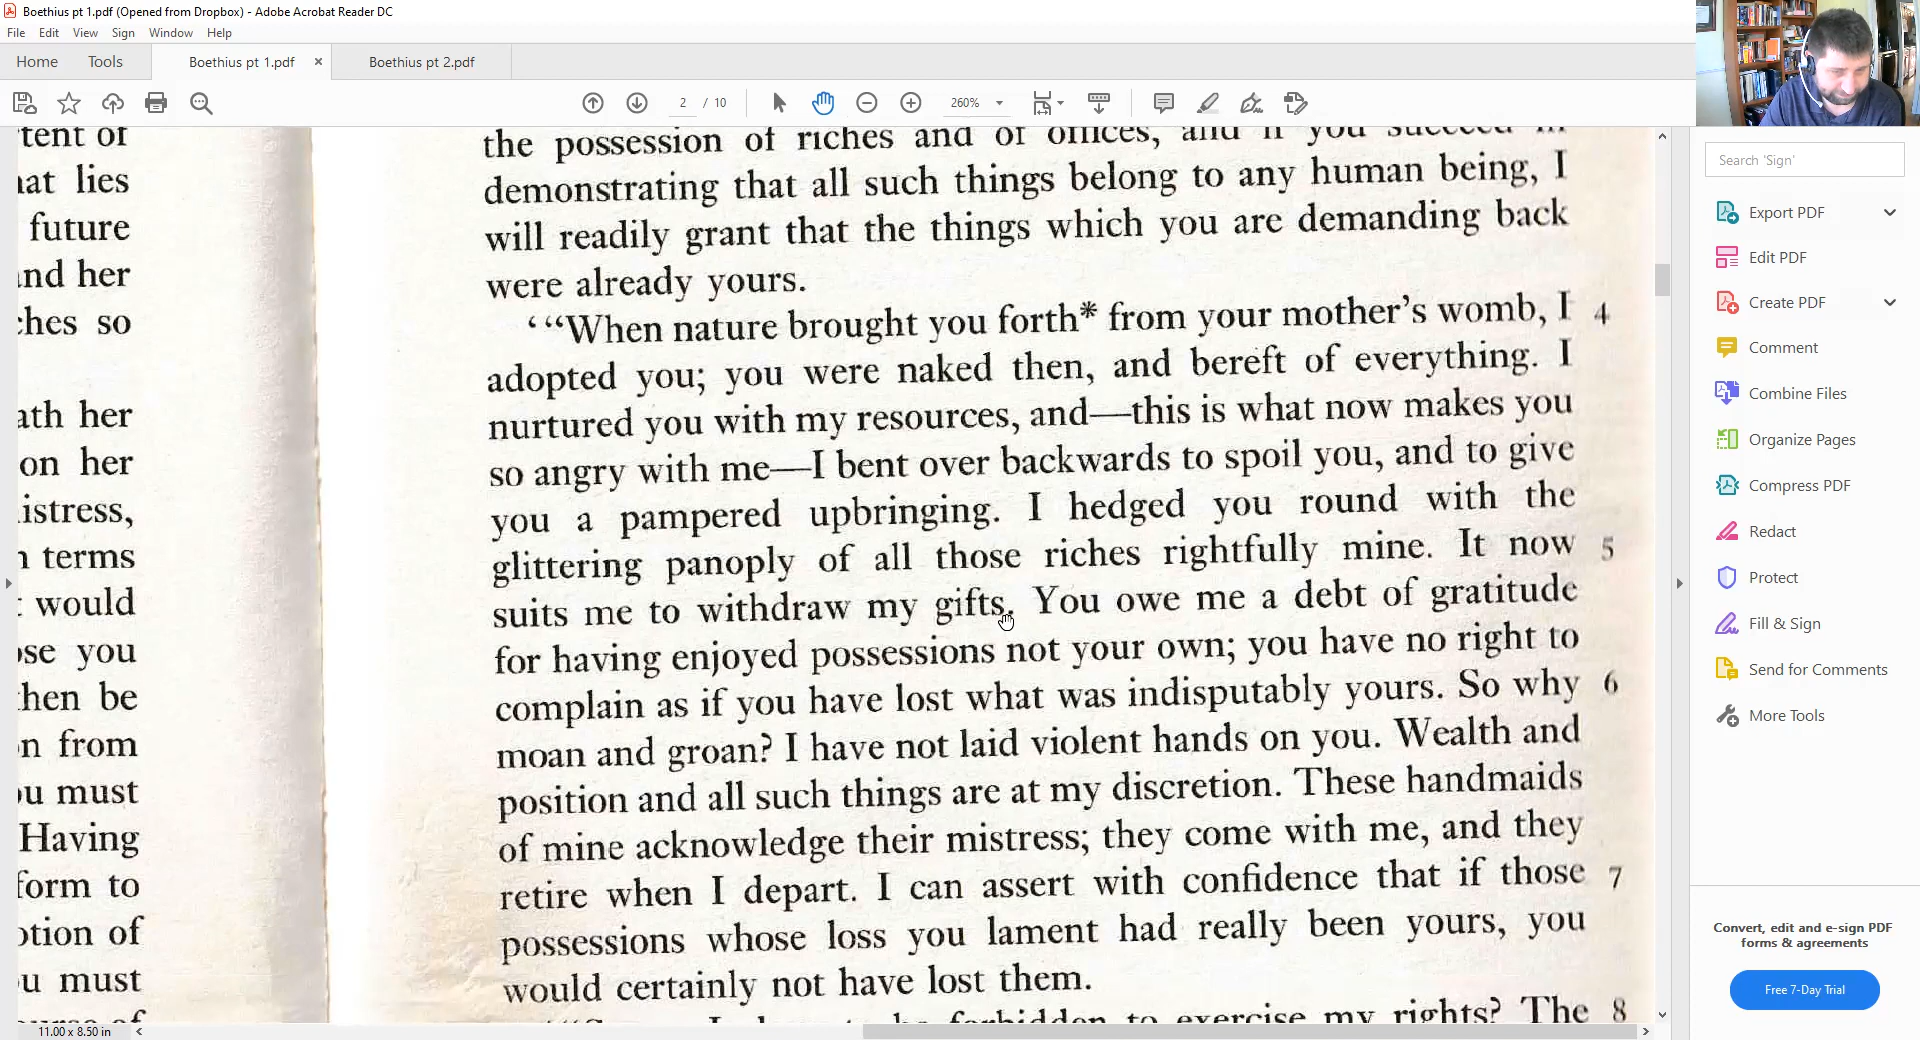 Boethius pt 1.pdf (Opened from Dropbox) - Adobe Acrobat Reader DC
File Edit View Sign Window Help
Home Tools Boethius pt 1.pdf × Boethius pt 2.pdf
2 / 10 260%
tent of
lies
future
her
so
her
on her
terms
would
you
be
from
must
Having
form to
of
must
the possession of riches and of offices, and if you succeed in
demonstrating that all such things belong to any human being, I
will readily grant that the things which you are demanding back
were already yours.
‘ “When nature brought you forth* from your mother’s womb, I 4
adopted you; you were naked then, and bereft of everything. I
nurtured you with my resources, and—this is what now makes you
so angry with me—I bent over backwards to spoil you, and to give
you a pampered upbringing. I hedged you round with the
glittering panoply of all those riches rightfully mine. It now 5
suits me to withdraw my gifts. You owe me a debt of gratitude
for having enjoyed possessions not your own; you have no right to
complain as if you have lost what was indisputably yours. So why 6
moan and groan? I have not laid violent hands on you. Wealth and
position and all such things are at my discretion. These handmaids
of mine acknowledge their mistress; they come with me, and they
retire when I depart. I can assert with confidence that if those 7
possessions whose loss you lament had really been yours, you
would certainly not have lost them.
forbidden to exercise my rights? The 8
11.00 x 8.50 in
Search 'Sign'
Export PDF
Edit PDF
Create PDF
Comment
Combine Files
Organize Pages
Compress PDF
Redact
Protect
Fill & Sign
Send for Comments
More Tools
Convert, edit and e-sign PDF
forms & agreements
Free 7-Day Trial